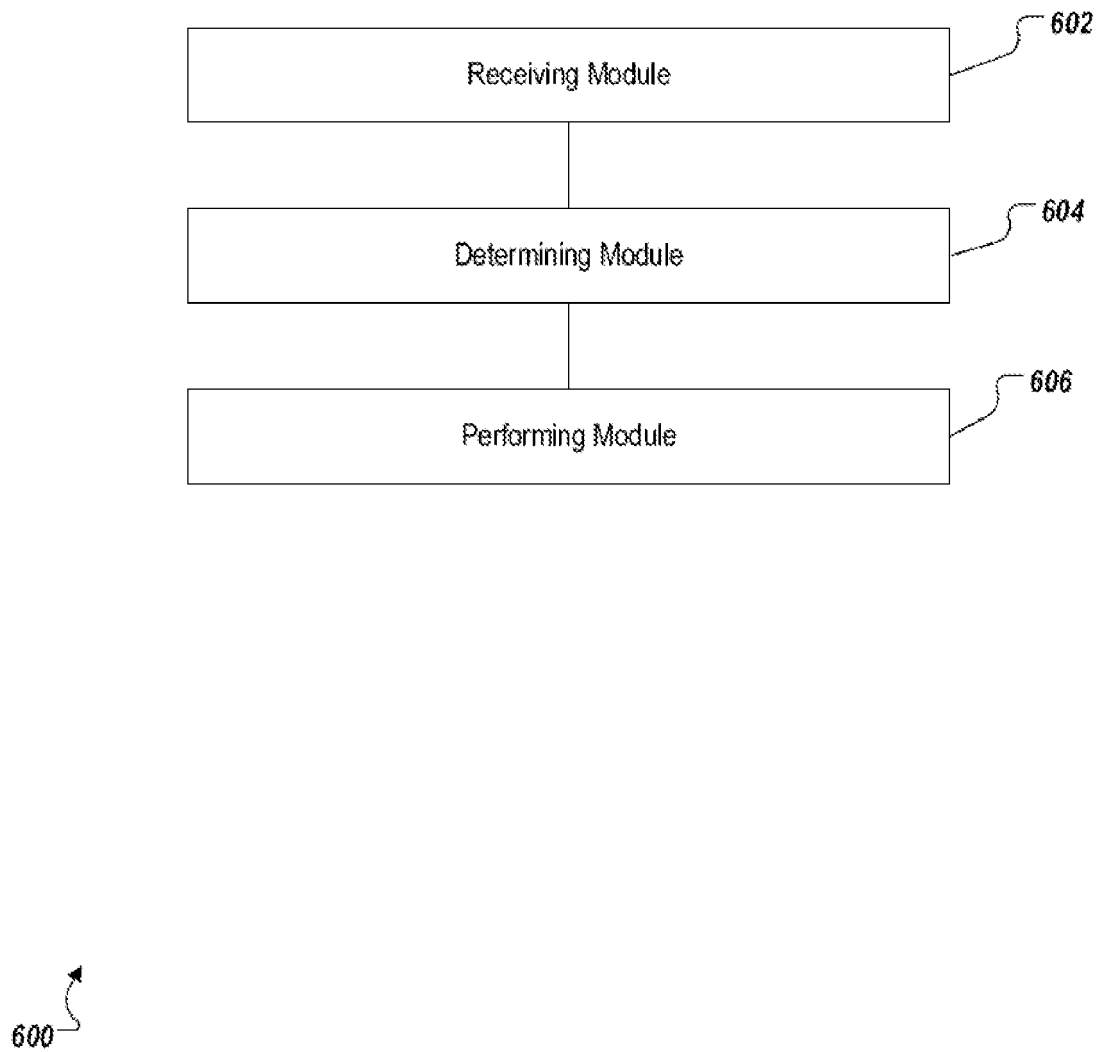 602
Receiving Module
604
Determining Module
606
Performing Module
600